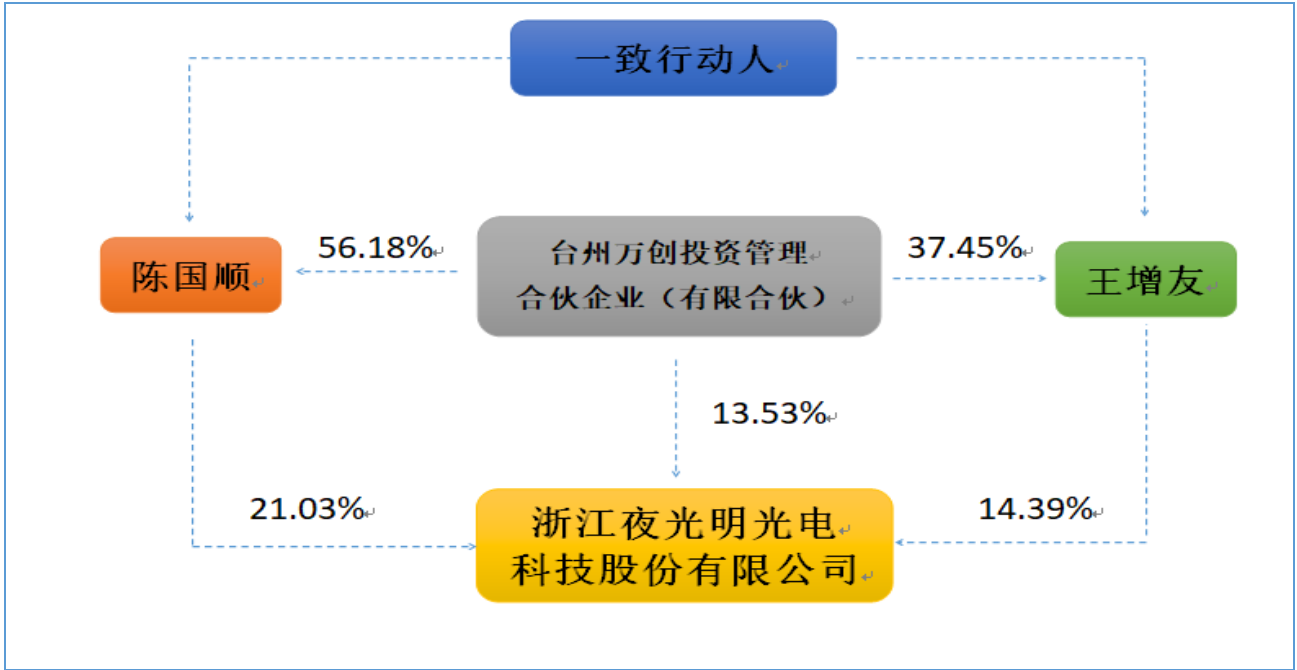 一致行动人
56.18%
台州万创投资管理
37.45%
陈国顺
合伙企业（有限合伙）
王增友
13.53%
21.03%
浙江夜光明光电
14.39%
科技股份有限公司